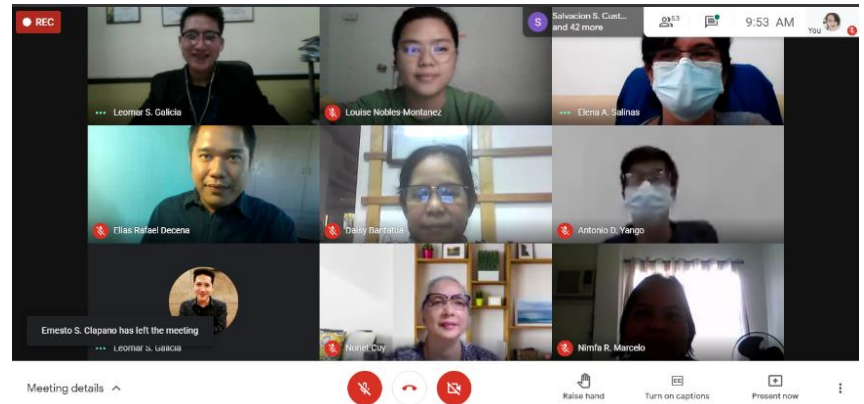 REC
S
Salvacion S. Cust...
and 42 more
53
9:53 AM
You
Leomar S. Galicia
Louise Nobles-Montanez
Elena A. Salinas
Elias Rafael Decena
Daisy Bantatua
Antonio D. Yango
Ernesto S. Clapano has left the meeting
Leomar S. Galicia
Nonet Cuy
Nimfa R. Marcelo
Meeting details
Raise hand
CC
Turn on captions
Present now